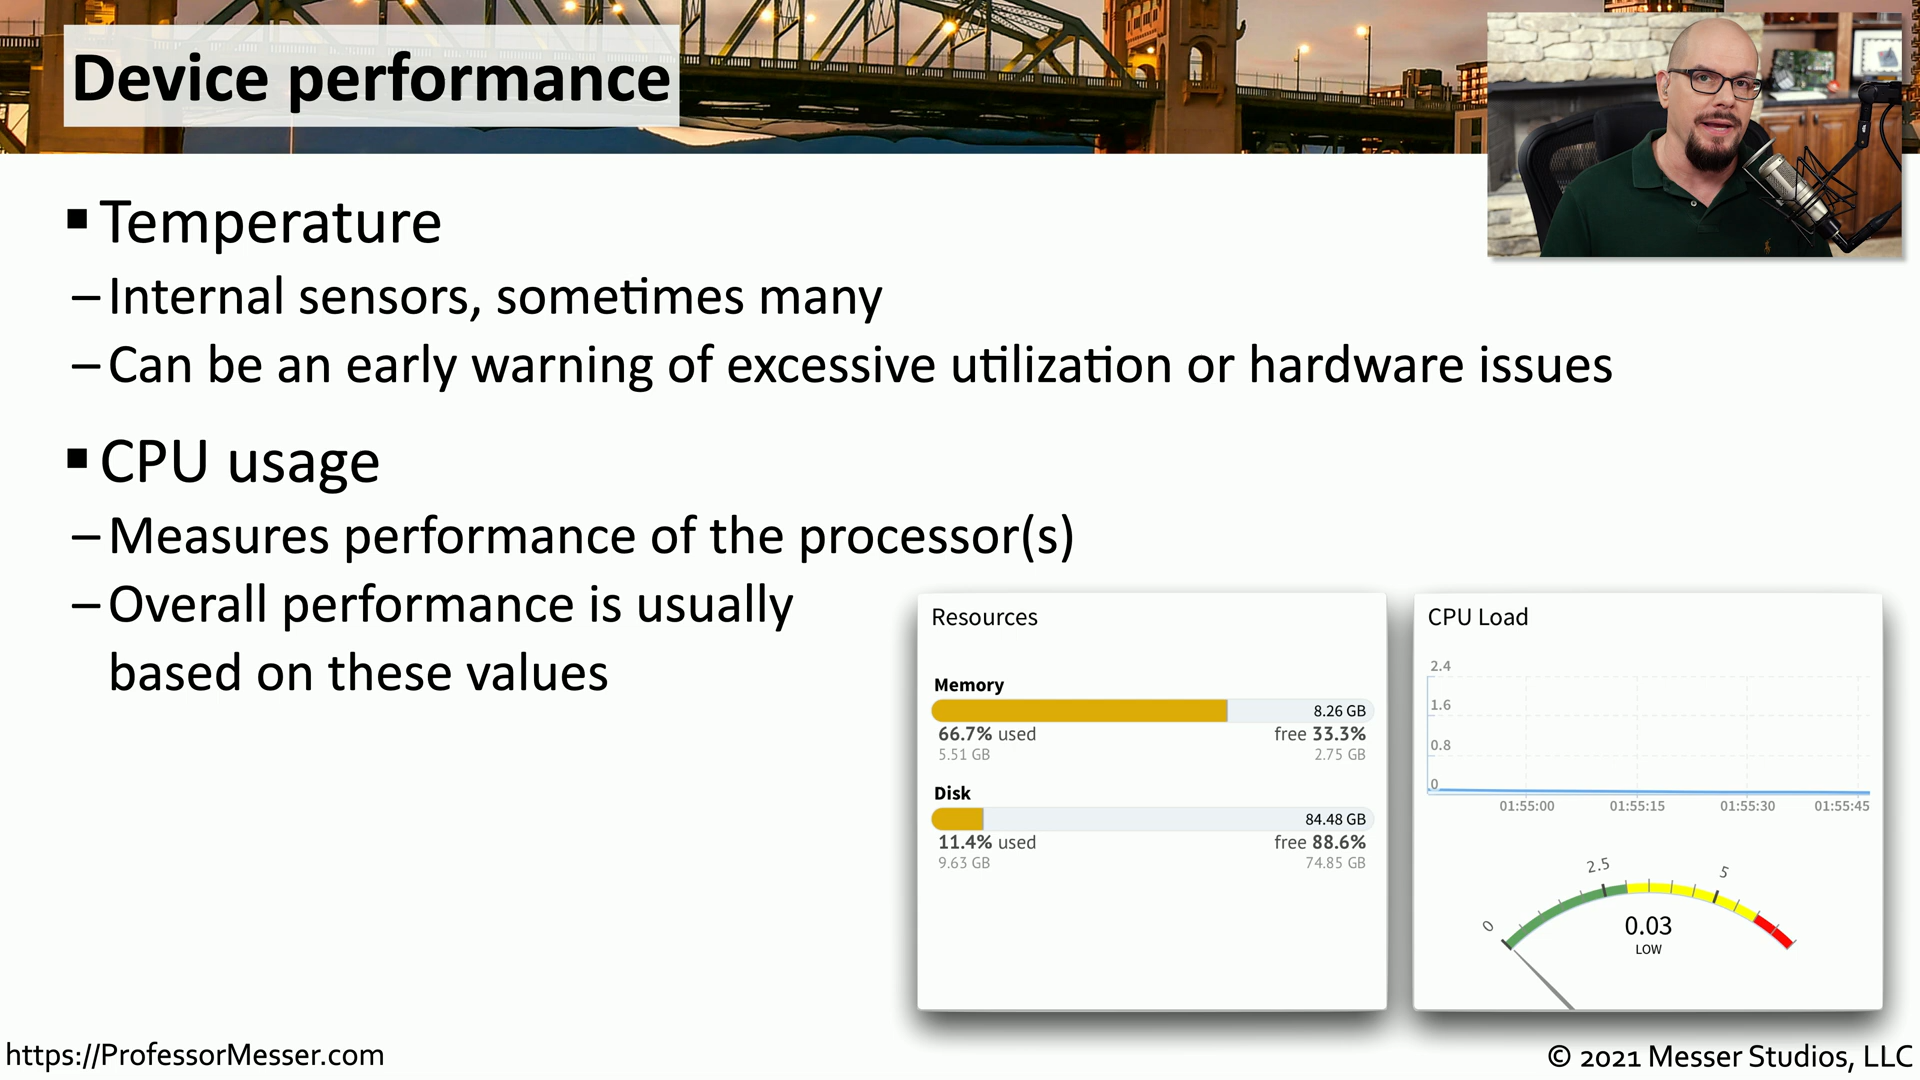 Device performance
▪ Temperature
– Internal sensors, sometimes many
– Can be an early warning of excessive utilization or hardware issues
▪ CPU usage
– Measures performance of the processor(s)
– Overall performance is usually
based on these values
Resources
Memory
8.26 GB
66.7% used free 33.3%
5.51 GB 2.75 GB
Disk
84.48 GB
11.4% used free 88.6%
9.63 GB 74.85 GB
CPU Load
2.4
1.6
0.8
0
01:55:00 01:55:15 01:55:30 01:55:45
0 2.5 5
0.03
LOW
https://ProfessorMesser.com
© 2021 Messer Studios, LLC